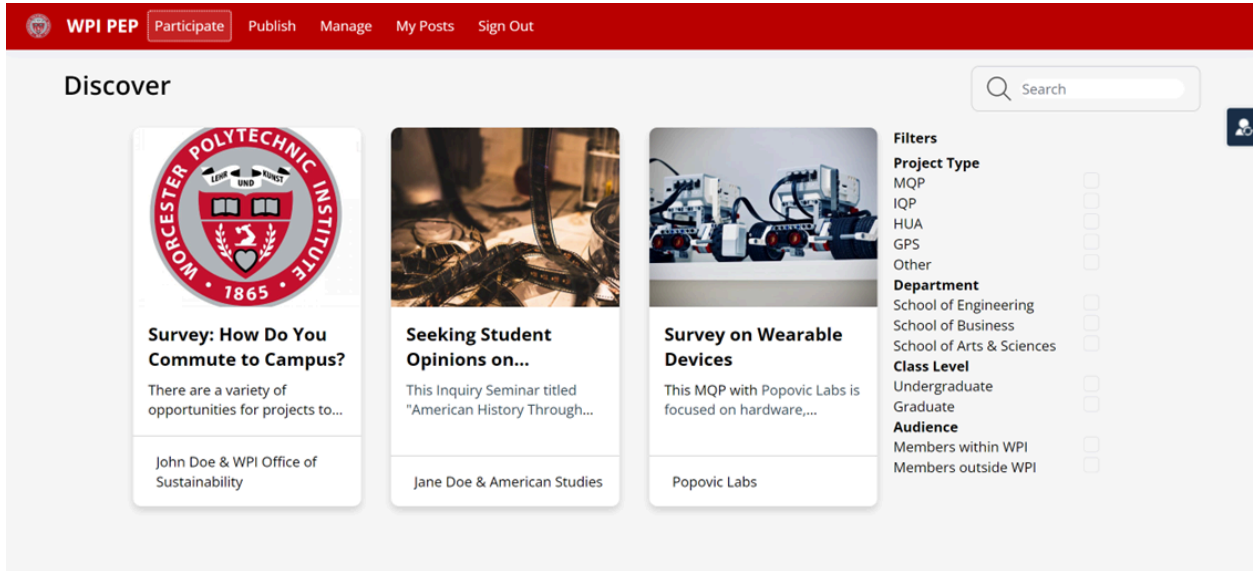 WPI PEP Participate Publish Manage My Posts Sign Out
Discover
Search
WORCESTER POLYTECHNIC INSTITUTE
LEHR UND KUNST
1865
Survey: How Do You
Commute to Campus?
There are a variety of
opportunities for projects to...
John Doe & WPI Office of
Sustainability
Seeking Student
Opinions on...
This Inquiry Seminar titled
"American History Through...
Jane Doe & American Studies
Survey on Wearable
Devices
This MQP with Popovic Labs is
focused on hardware,...
Popovic Labs
Filters
Project Type
MQP
IQP
HUA
GPS
Other
Department
School of Engineering
School of Business
School of Arts & Sciences
Class Level
Undergraduate
Graduate
Audience
Members within WPI
Members outside WPI